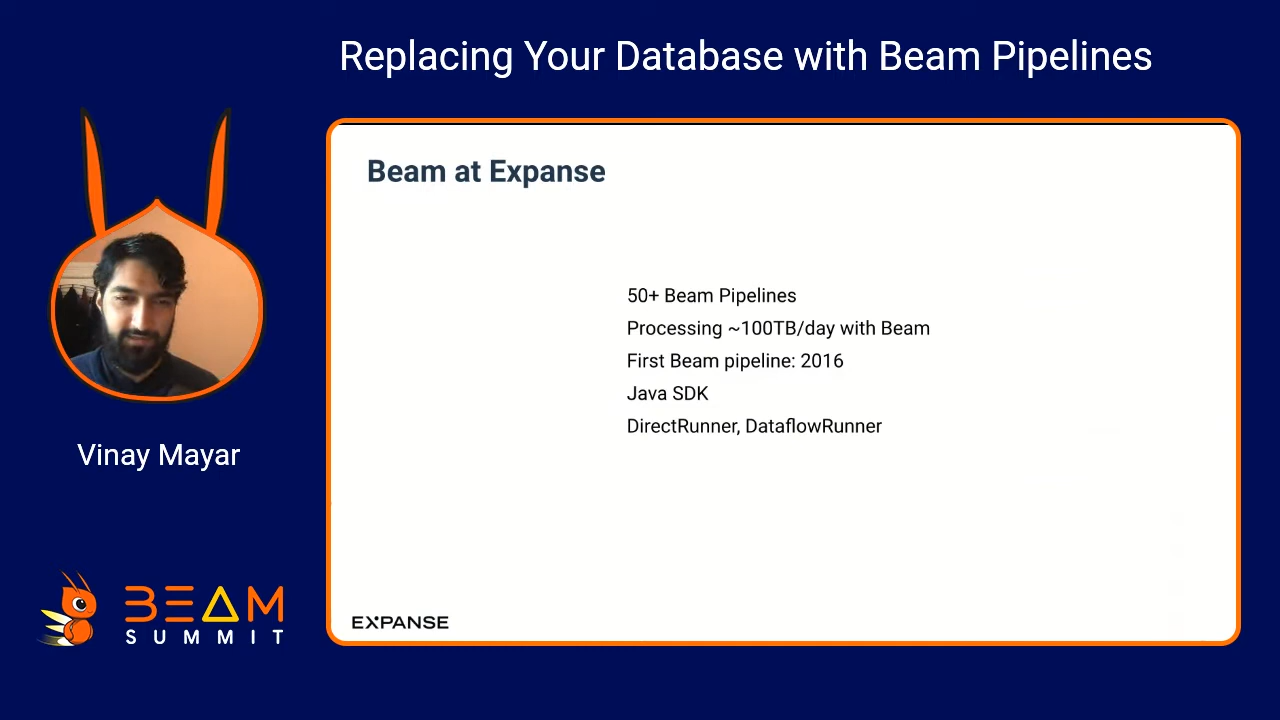 Replacing Your Database with Beam Pipelines
Beam at Expanse
50+ Beam Pipelines
Processing ~100TB/day with Beam
First Beam pipeline: 2016
Java SDK
DirectRunner, DataflowRunner
EXPANSE
Vinay Mayar
BEAM
SUMMIT